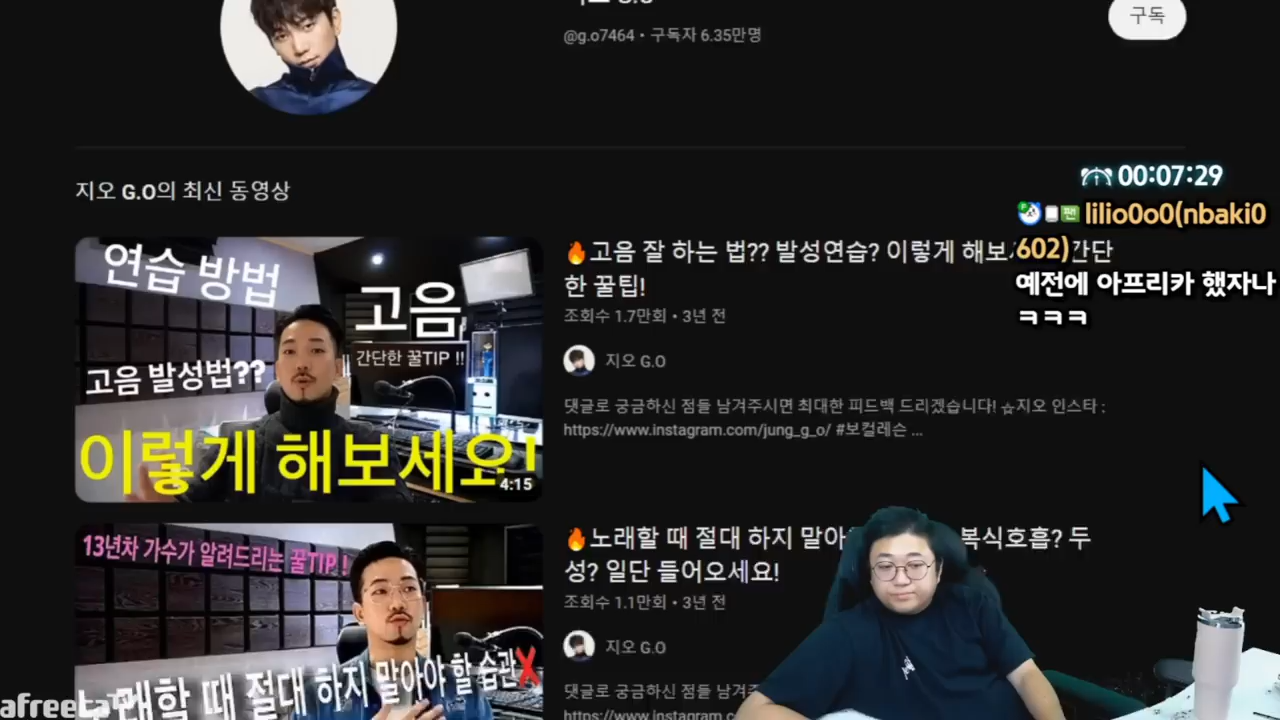 구독
@g.o7464 • 구독자 6.35만명
00:07:29
지오 G.O의 최신 동영상
lilio0o0(nbaki0
602)
예전에 아프리카 했자나
ㅋㅋㅋ
연습 방법
고음
간단한 꿀TIP !!
고음 발성법??
이렇게 해보세요!
4:15
고음 잘 하는 법?? 발성연습? 이렇게 해보 간단
한 꿀팁!
조회수 1.7만회 • 3년 전
지오 G.O
댓글로 궁금하신 점들 남겨주시면 최대한 피드백 드리겠습니다! ☆지오 인스타 :
https://www.instagram.com/jung_g_o/ #보컬레슨 ...
13년차 가수가 알려드리는 꿀TIP !
래할 때 절대 하지 말아야 할 습관
노래할 때 절대 하지 말아 복식호흡? 두
성? 일단 들어오세요!
조회수 1.1만회 • 3년 전
지오 G.O
댓글로 궁금하신 점들 남겨
https://www.instagram.com
afreeca